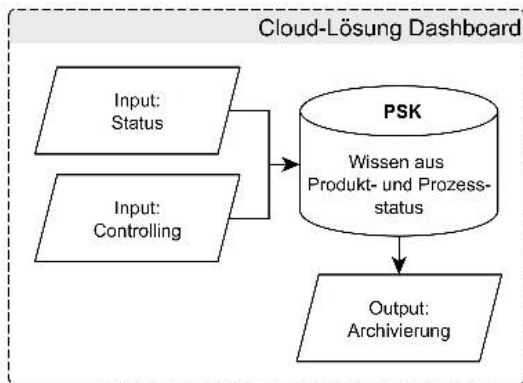 Cloud-Lösung Dashboard
Input:
Status
Input:
Controlling
PSK
Wissen aus
Produkt- und Prozess-
status
Output:
Archivierung